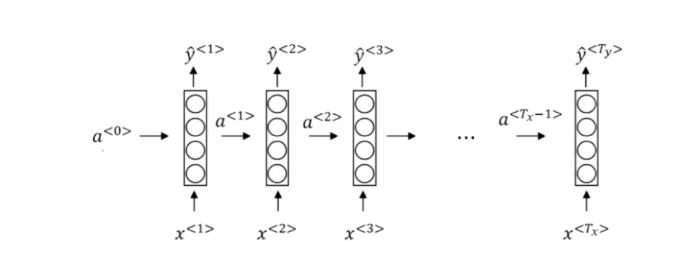 ŷ<1> ŷ<2> ŷ<3> ŷ<Ty>
a<0> a<1> a<2> ... a<Tx−1>
x<1> x<2> x<3> x<Tx>